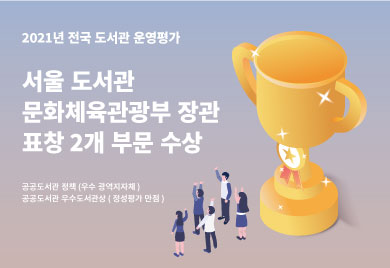 2021년 전국 도서관 운영평가
서울 도서관
문화체육관광부 장관
표창 2개 부문 수상
공공도서관 정책 (우수 광역지자체 )
공공도서관 우수도서관상 ( 정성평가 만점 )